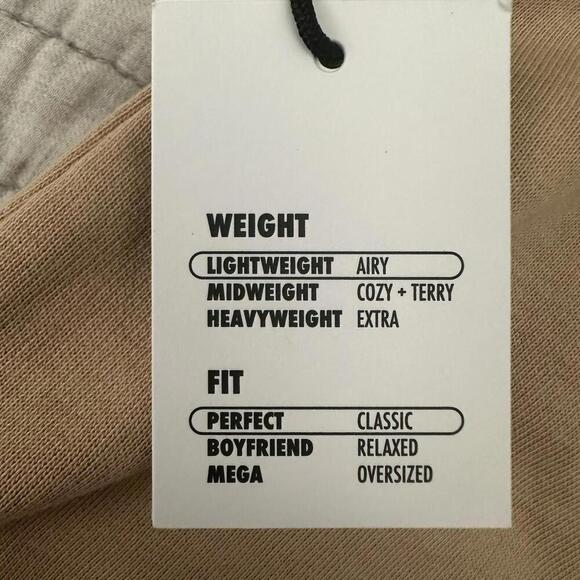 WEIGHT
LIGHTWEIGHT AIRY
MIDWEIGHT COZY + TERRY
HEAVYWEIGHT EXTRA
FIT
PERFECT CLASSIC
BOYFRIEND RELAXED
MEGA OVERSIZED